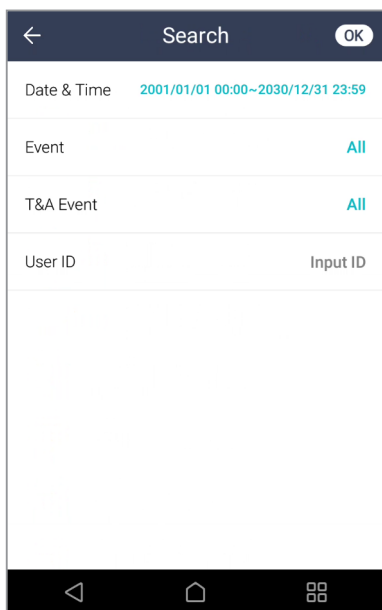 Search OK
Date & Time 2001/01/01 00:00~2030/12/31 23:59
Event All
T&A Event All
User ID Input ID